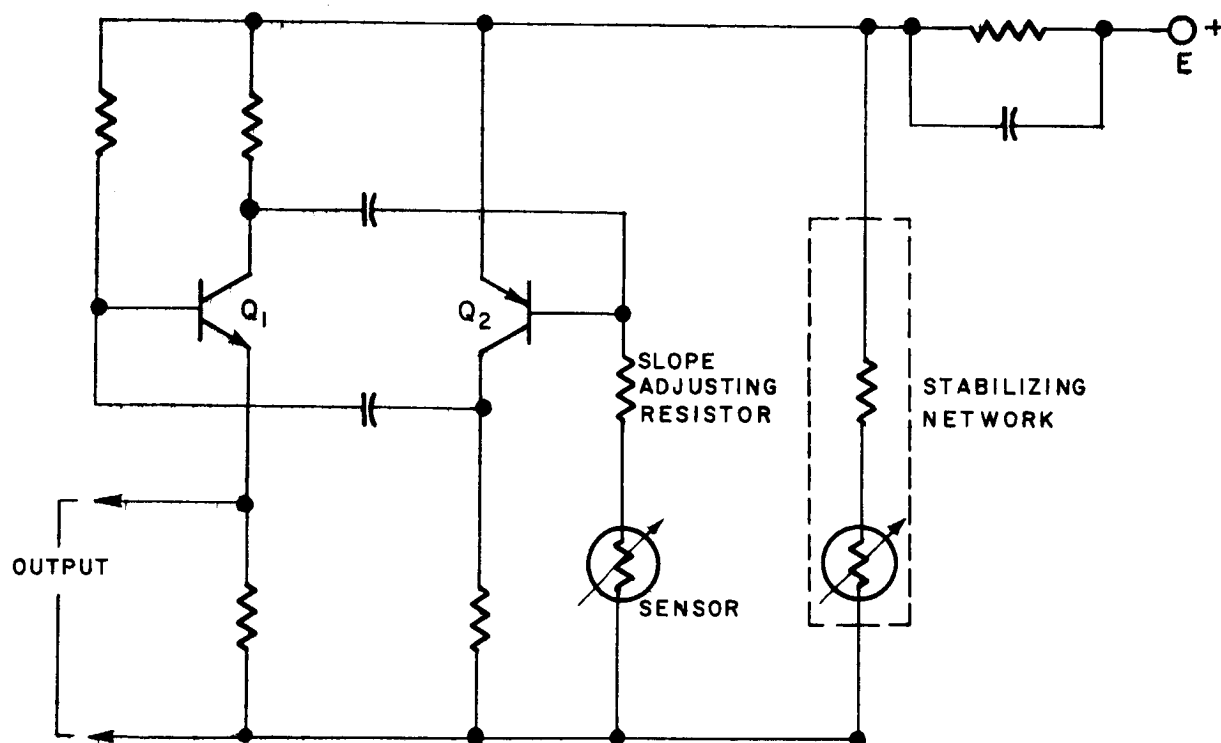 +
E
Q1
Q2
SLOPE
ADJUSTING
RESISTOR
STABILIZING
NETWORK
OUTPUT
SENSOR